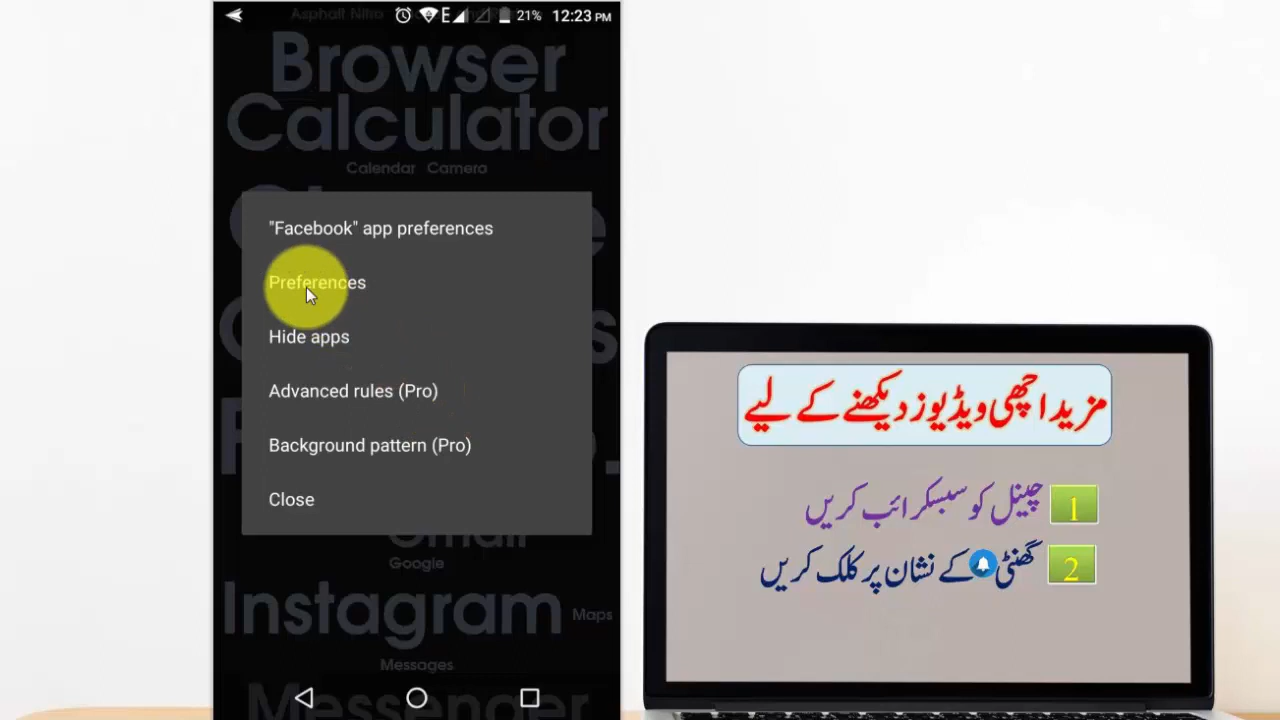 Asphalt Nitro
21% 12:23 PM
Browser
Calculator
Calendar Camera
"Facebook" app preferences
Preferences
Hide apps
Advanced rules (Pro)
Background pattern (Pro)
Close
Gmail
Google
Instagram Maps
Messages
Messenger
مزید اچھی ویڈیوز دیکھنے کے لیے
1 چینل کو سبسکرائب کریں
2 گھنٹی کے نشان پر کلک کریں